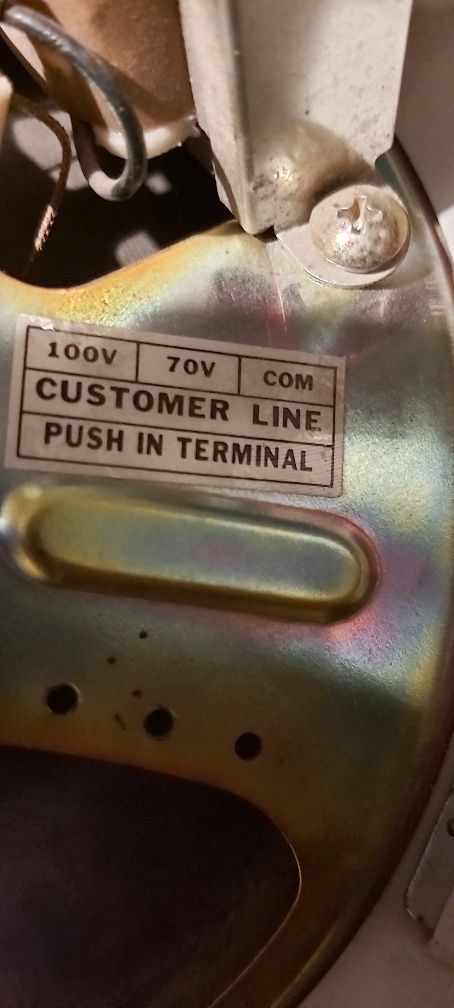 100V 70V COM
CUSTOMER LINE
PUSH IN TERMINAL